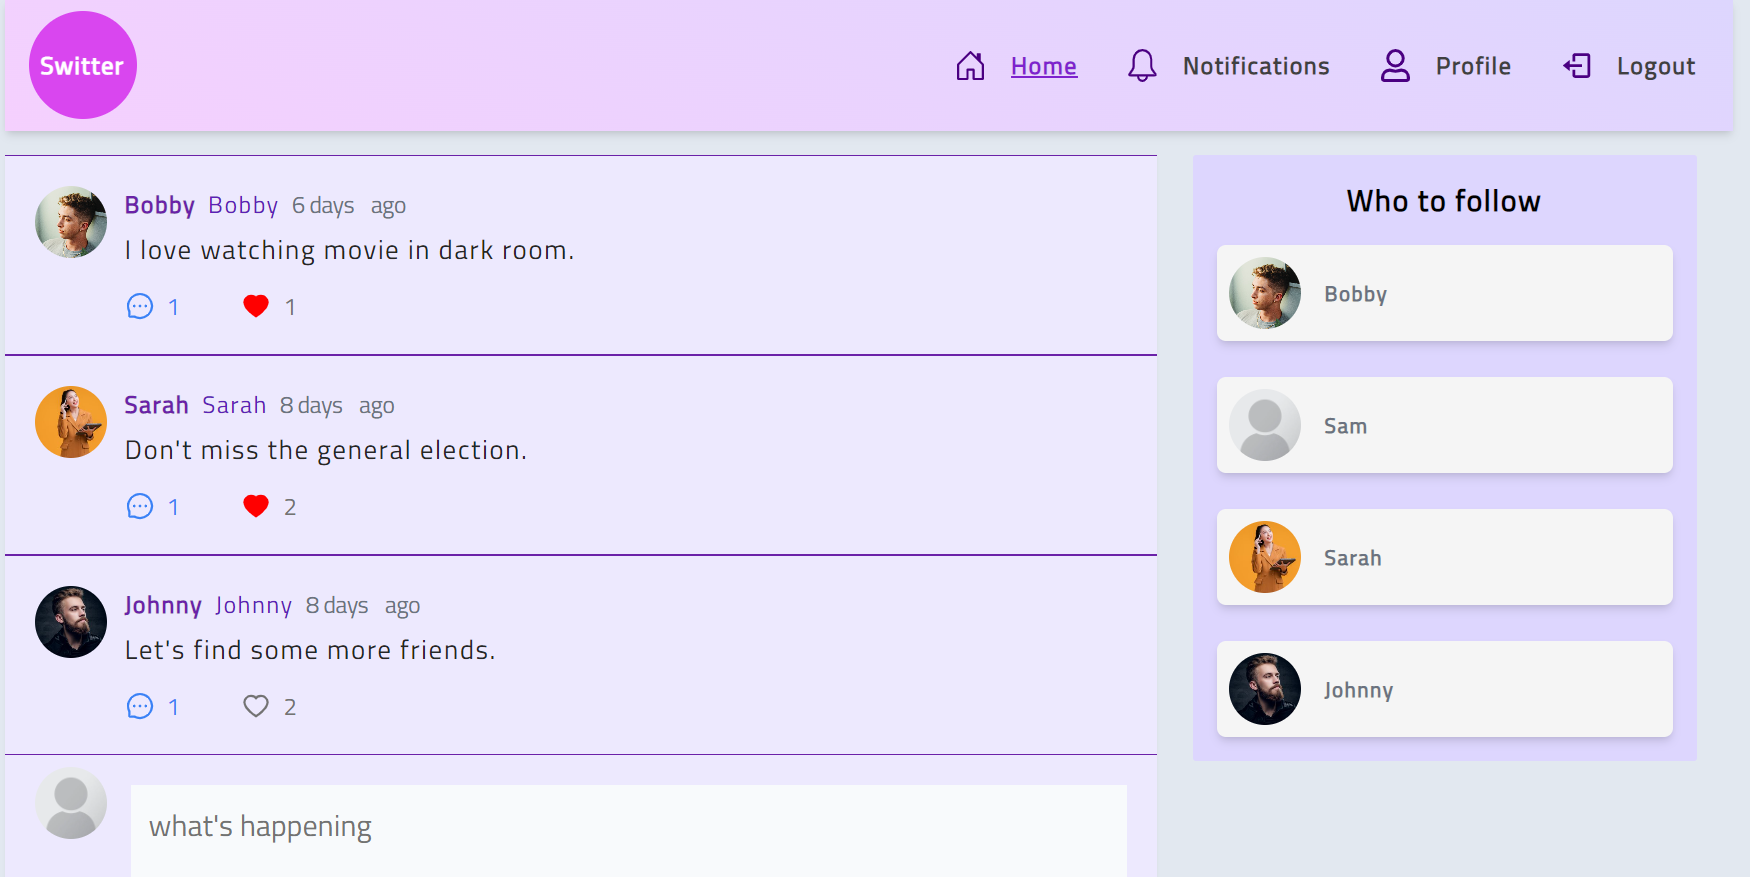 Switter
Home Notifications Profile Logout
Bobby Bobby 6 days ago
I love watching movie in dark room.
1 1
Sarah Sarah 8 days ago
Don't miss the general election.
1 2
Johnny Johnny 8 days ago
Let's find some more friends.
1 2
what's happening
Who to follow
Bobby
Sam
Sarah
Johnny